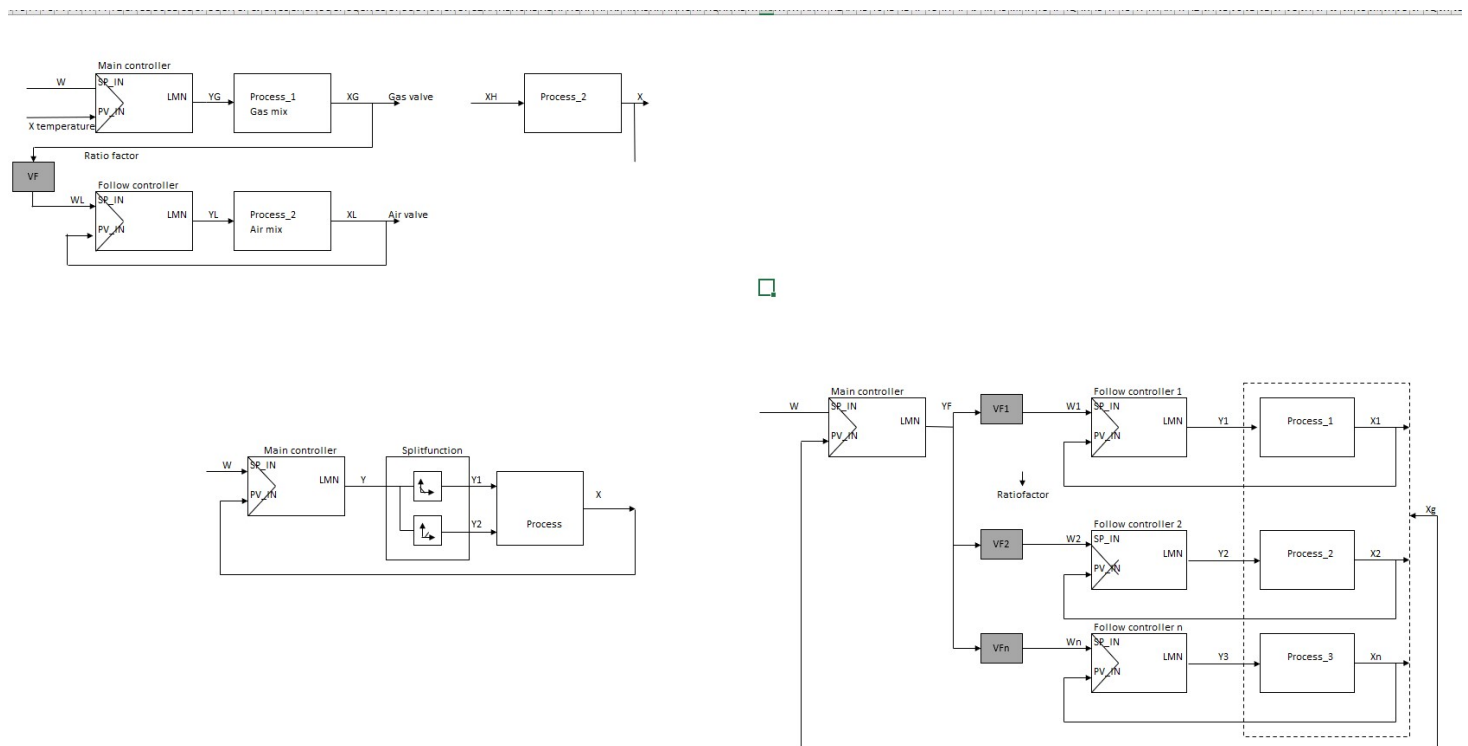 Main controller
W
SP_IN
LMN
PV_IN
X temperature
YG
Process_1
Gas mix
XG
Gas valve
XH
Process_2
X
Ratio factor
VF
Follow controller
WL
SP_IN
LMN
PV_IN
YL
Process_2
Air mix
XL
Air valve
Main controller
W
SP_IN
LMN
PV_IN
Y
Splitfunction
Y1
Y2
Process
X
Main controller
W
SP_IN
LMN
PV_IN
YF
VF1
W1
Follow controller 1
SP_IN
LMN
PV_IN
Y1
Process_1
X1
Ratiofactor
Xg
VF2
W2
Follow controller 2
SP_IN
LMN
PV_IN
Y2
Process_2
X2
VFn
Wn
Follow controller n
SP_IN
LMN
PV_IN
Y3
Process_3
Xn